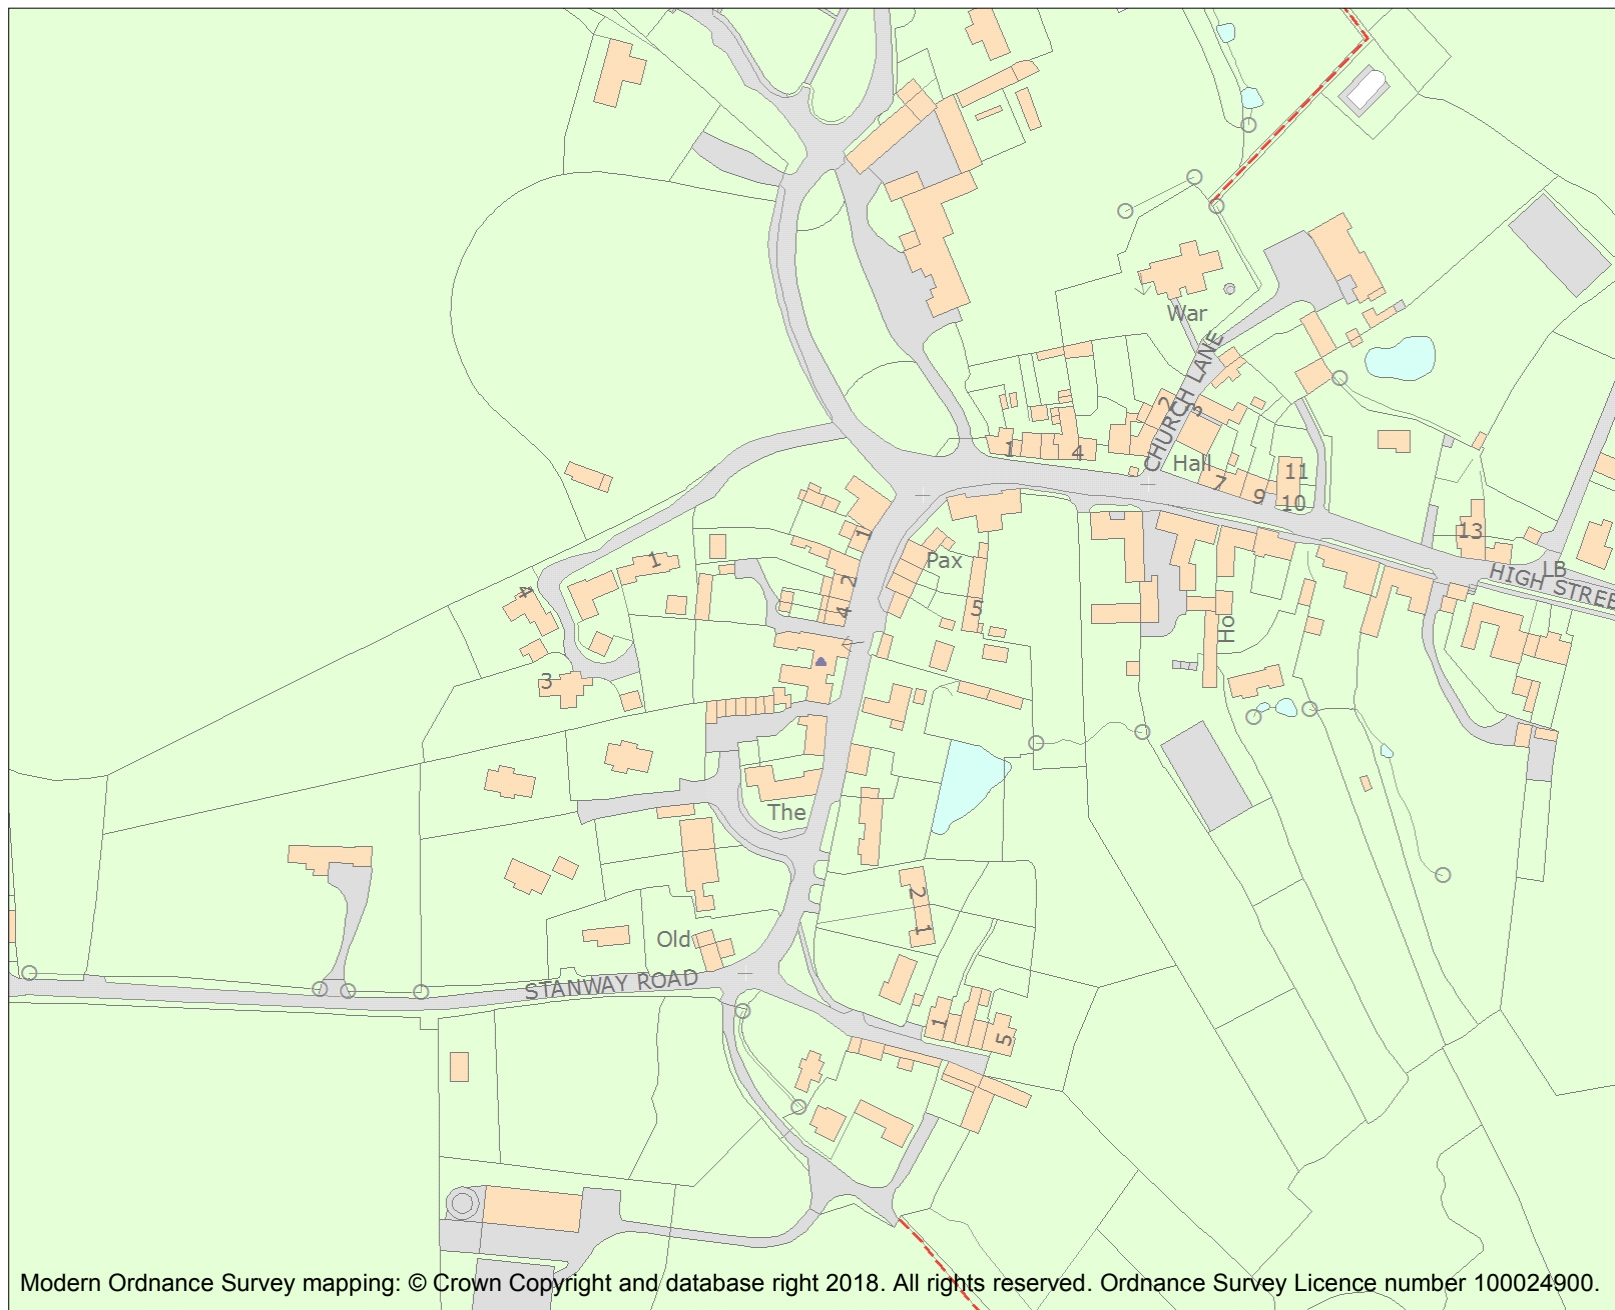 War
CHURCH LANE
2
3
1
4
Hall
7
9
11
10
13
LB
HIGH STREE
1
2
4
Pax
5
Ho
1
4
3
The
2
1
Old
STANWAY ROAD
1
5
Modern Ordnance Survey mapping: © Crown Copyright and database right 2018. All rights reserved. Ordnance Survey Licence number 100024900.